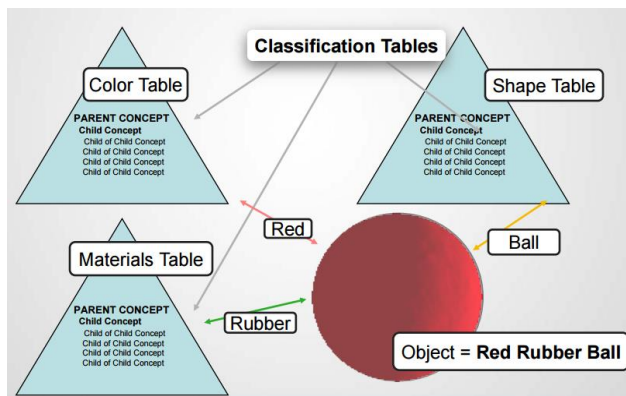 Classification Tables
Color Table
PARENT CONCEPT
Child Concept
Child of Child Concept
Child of Child Concept
Child of Child Concept
Child of Child Concept
Shape Table
PARENT CONCEPT
Child Concept
Child of Child Concept
Child of Child Concept
Child of Child Concept
Child of Child Concept
Red
Ball
Materials Table
PARENT CONCEPT
Child Concept
Child of Child Concept
Child of Child Concept
Child of Child Concept
Child of Child Concept
Rubber
Object = Red Rubber Ball